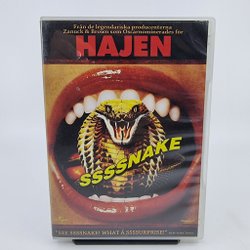 Från de legendariska producenterna
Zanuck & Brown som Oscarnominerades för
HAJEN
SSSSNAKE
"SSS SSSNAKE! WHAT A SSSURPRISE!"